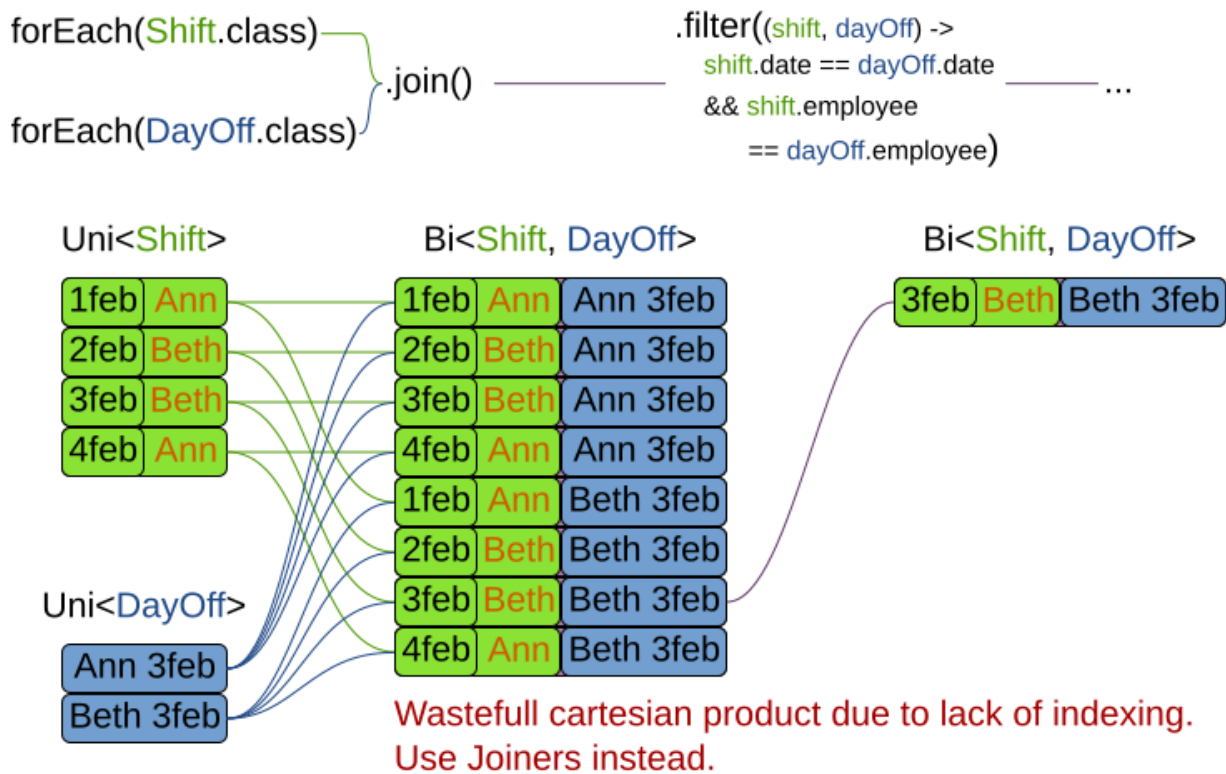 forEach(Shift.class)
forEach(DayOff.class)
.join()
.filter((shift, dayOff) ->
shift.date == dayOff.date
&& shift.employee
== dayOff.employee)
...
Uni<Shift>
1feb Ann
2feb Beth
3feb Beth
4feb Ann
Uni<DayOff>
Ann 3feb
Beth 3feb
Bi<Shift, DayOff>
1feb Ann Ann 3feb
2feb Beth Ann 3feb
3feb Beth Ann 3feb
4feb Ann Ann 3feb
1feb Ann Beth 3feb
2feb Beth Beth 3feb
3feb Beth Beth 3feb
4feb Ann Beth 3feb
Wastefull cartesian product due to lack of indexing.
Use Joiners instead.
Bi<Shift, DayOff>
3feb Beth Beth 3feb